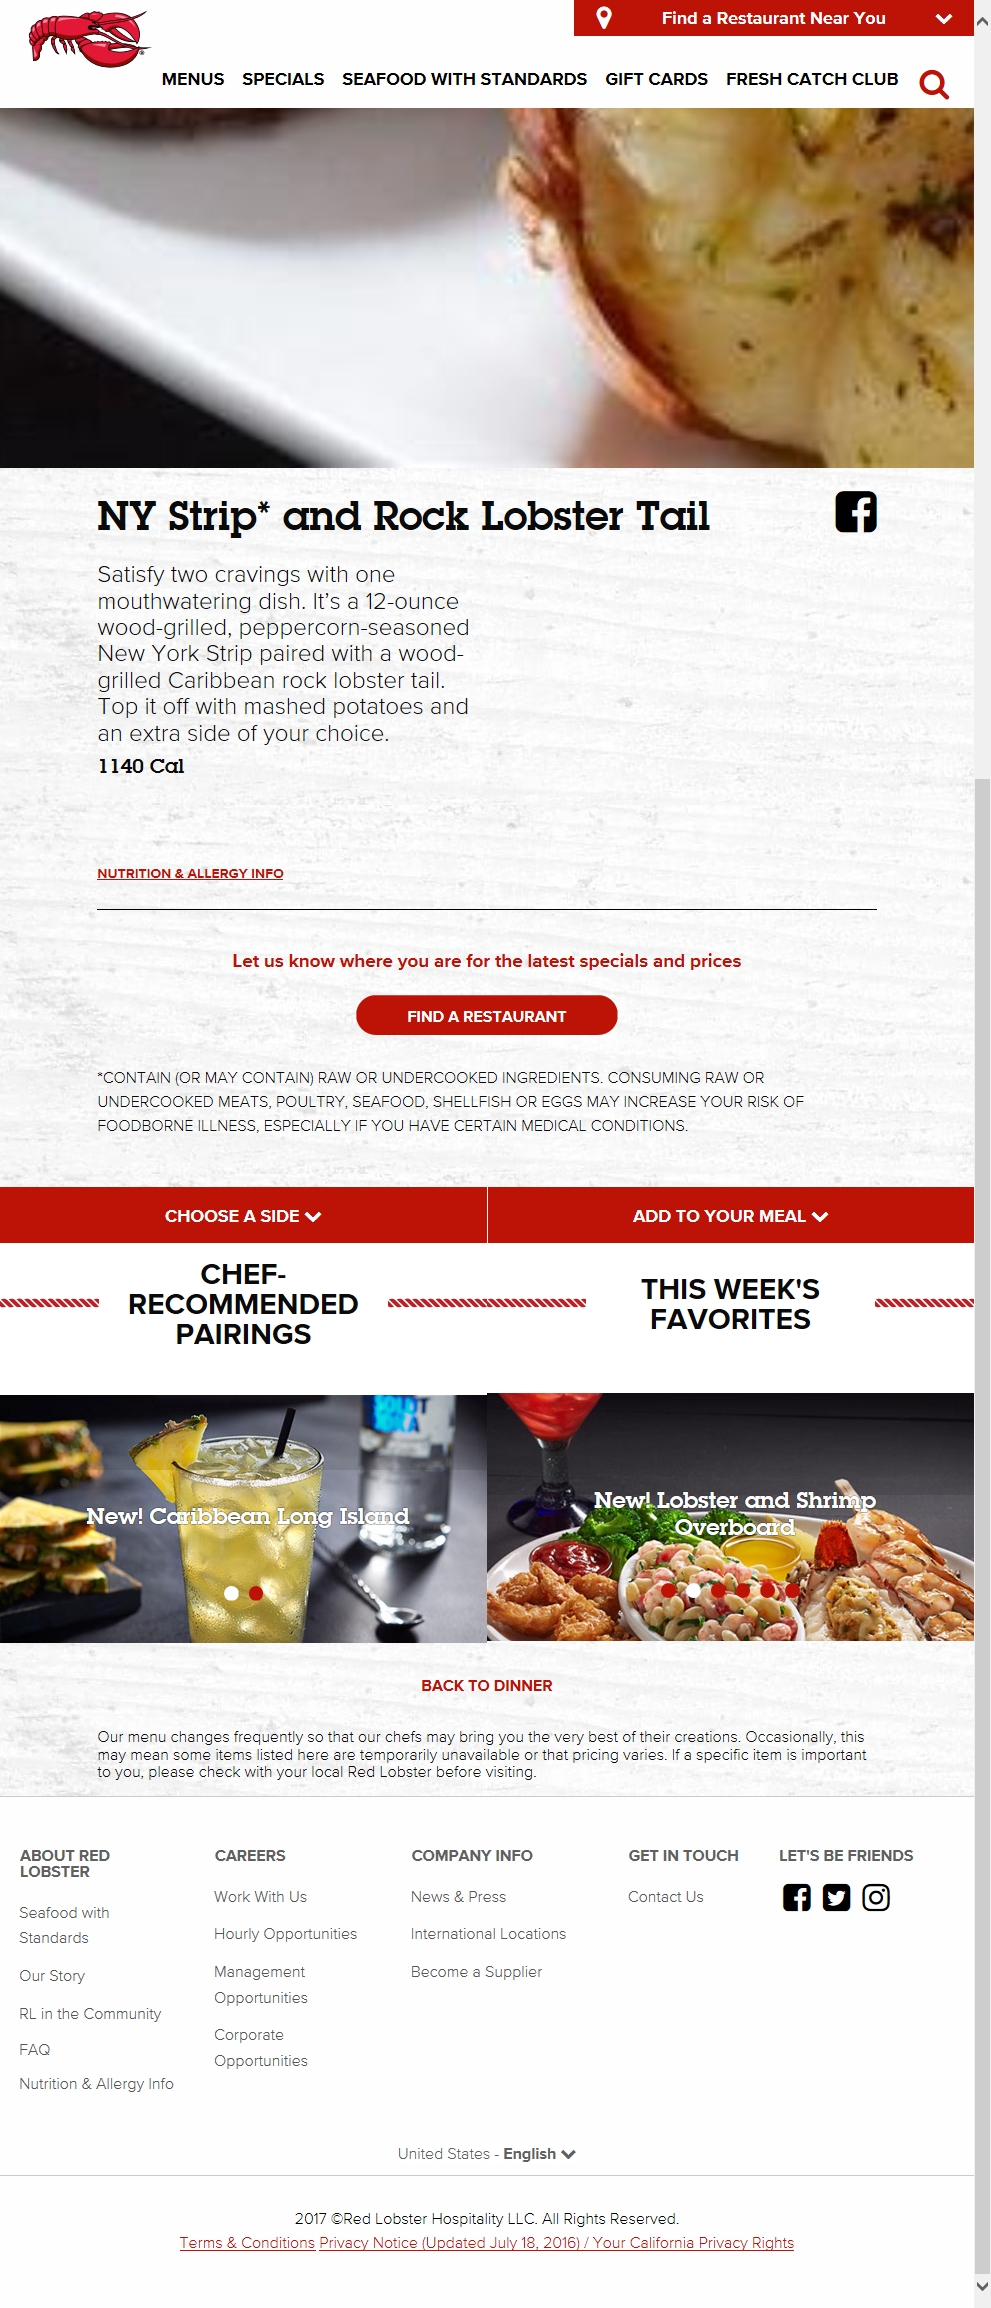 Find a Restaurant Near You
MENUS SPECIALS SEAFOOD WITH STANDARDS GIFT CARDS FRESH CATCH CLUB
NY Strip* and Rock Lobster Tail
Satisfy two cravings with one
mouthwatering dish. It’s a 12-ounce
wood-grilled, peppercorn-seasoned
New York Strip paired with a wood-
grilled Caribbean rock lobster tail.
Top it off with mashed potatoes and
an extra side of your choice.
1140 Cal
NUTRITION & ALLERGY INFO
Let us know where you are for the latest specials and prices
FIND A RESTAURANT
*CONTAIN (OR MAY CONTAIN) RAW OR UNDERCOOKED INGREDIENTS. CONSUMING RAW OR
UNDERCOOKED MEATS, POULTRY, SEAFOOD, SHELLFISH OR EGGS MAY INCREASE YOUR RISK OF
FOODBORNE ILLNESS, ESPECIALLY IF YOU HAVE CERTAIN MEDICAL CONDITIONS.
CHOOSE A SIDE
ADD TO YOUR MEAL
CHEF-
RECOMMENDED
PAIRINGS
THIS WEEK'S
FAVORITES
New! Caribbean Long Island
New! Lobster and Shrimp
Overboard
BACK TO DINNER
Our menu changes frequently so that our chefs may bring you the very best of their creations. Occasionally, this
may mean some items listed here are temporarily unavailable or that pricing varies. If a specific item is important
to you, please check with your local Red Lobster before visiting.
ABOUT RED
LOBSTER
Seafood with
Standards
Our Story
RL in the Community
FAQ
Nutrition & Allergy Info
CAREERS
Work With Us
Hourly Opportunities
Management
Opportunities
Corporate
Opportunities
COMPANY INFO
News & Press
International Locations
Become a Supplier
GET IN TOUCH
Contact Us
LET'S BE FRIENDS
United States - English
2017 ©Red Lobster Hospitality LLC. All Rights Reserved.
Terms & Conditions Privacy Notice (Updated July 18, 2016) / Your California Privacy Rights